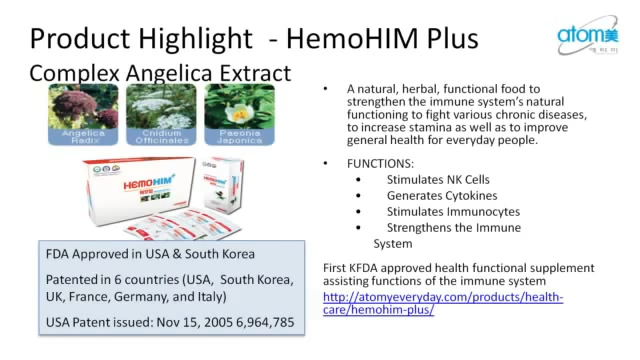 Product Highlight - HemoHIM Plus
Complex Angelica Extract
atom美
Angelica Radix
Cnidium Officinales
Paeonia Japonica
HEMOHIM
HEMOHIM
FDA Approved in USA & South Korea
Patented in 6 countries (USA, South Korea,
UK, France, Germany, and Italy)
USA Patent issued: Nov 15, 2005 6,964,785
• A natural, herbal, functional food to
strengthen the immune system's natural
functioning to fight various chronic diseases,
to increase stamina as well as to improve
general health for everyday people.
• FUNCTIONS:
• Stimulates NK Cells
• Generates Cytokines
• Stimulates Immunocytes
• Strengthens the Immune
System
First KFDA approved health functional supplement
assisting functions of the immune system
http://atomyeveryday.com/products/health-
care/hemohim-plus/